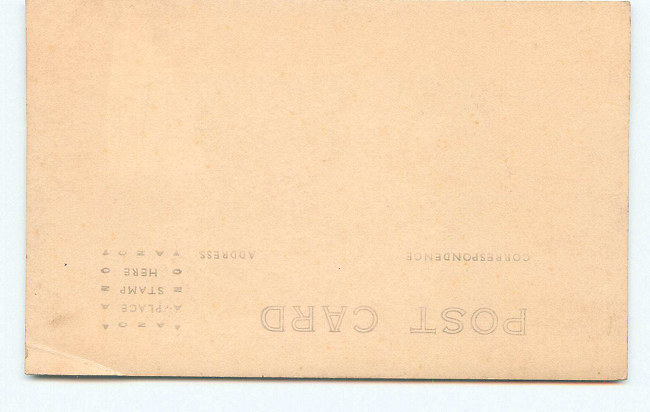 POST CARD
PLACE
STAMP
HERE
CORRESPONDENCE
ADDRESS